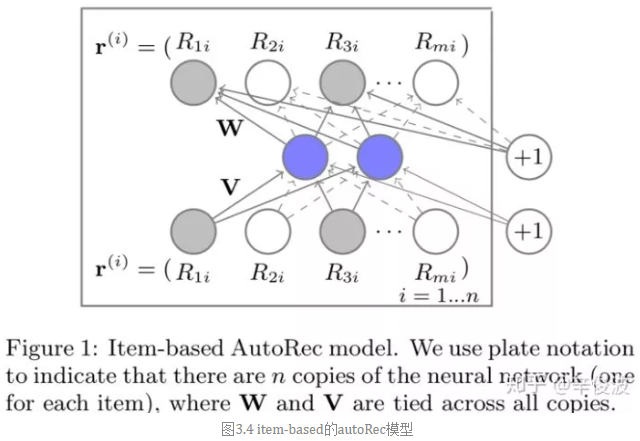 r^(i) = ( R_1i R_2i R_3i R_mi )
...
W
+1
V
...
+1
r^(i) = ( R_1i R_2i R_3i R_mi )
i = 1...n
Figure 1: Item-based AutoRec model. We use plate notation
to indicate that there are n copies of the neural network (one
for each item), where W and V are tied across all copies.
知乎 @辛俊波
图3.4 item-based的autoRec模型